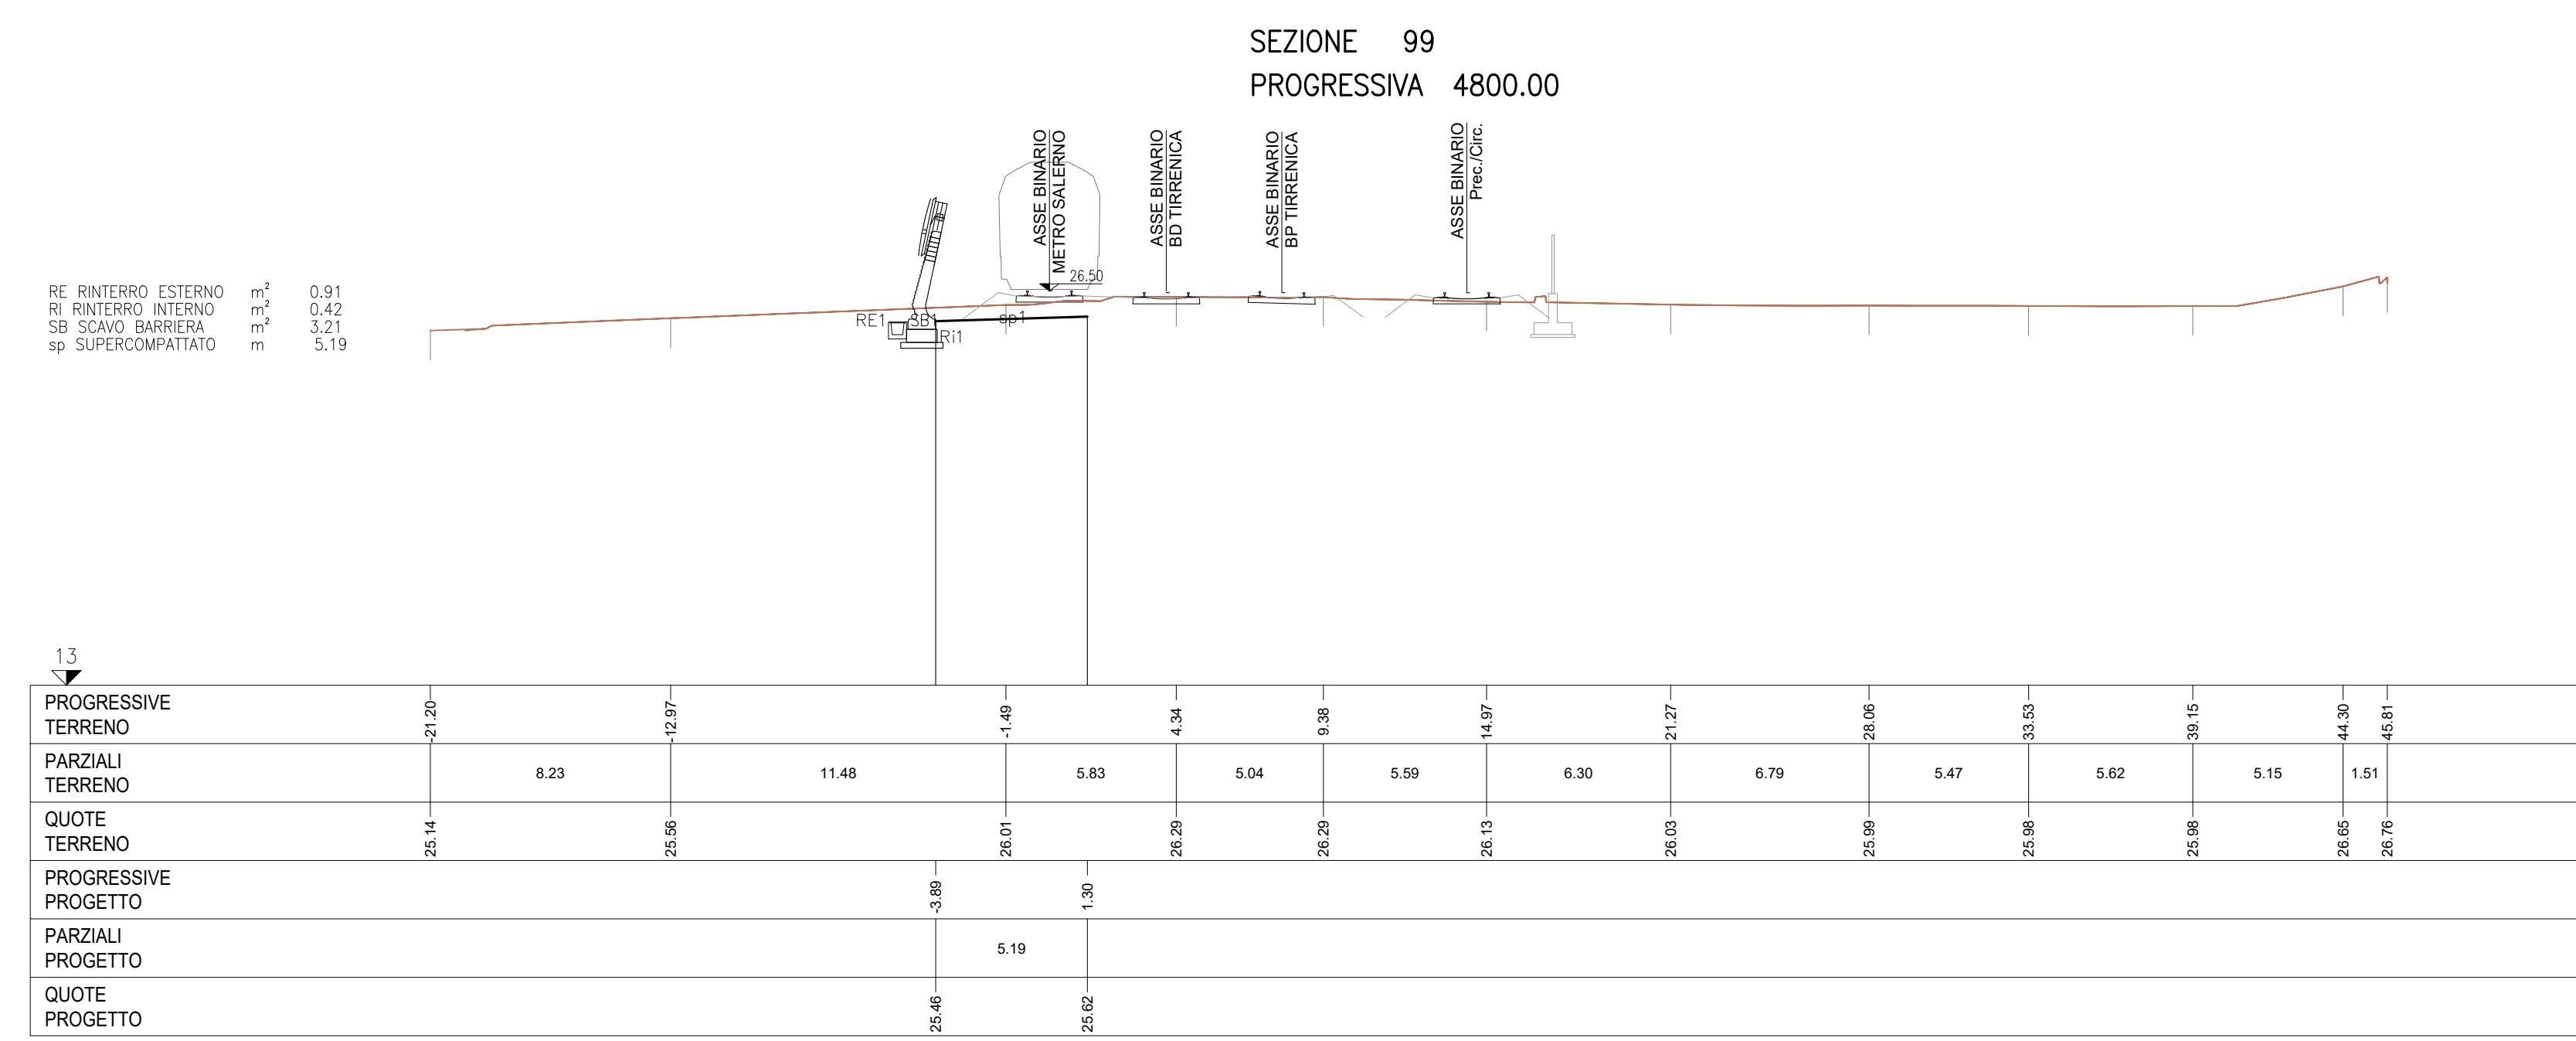 SEZIONE 99
PROGRESSIVA 4800.00
ASSE BINARIO
METRO SALERNO
ASSE BINARIO
BD TIRRENICA
ASSE BINARIO
BP TIRRENICA
ASSE BINARIO
Prec./Circ.
26.50
RE RINTERRO ESTERNO m² 0.91
RI RINTERRO INTERNO m² 0.42
SB SCAVO BARRIERA m² 3.21
sp SUPERCOMPATTATO m 5.19
RE1 SB1 sp1
Ri1
13
PROGRESSIVE
TERRENO
-21.20 -12.97 -1.49 4.34 9.38 14.97 21.27 28.06 33.53 39.15 44.30 45.81
PARZIALI
TERRENO
8.23 11.48 5.83 5.04 5.59 6.30 6.79 5.47 5.62 5.15 1.51
QUOTE
TERRENO
25.14 25.56 26.01 26.29 26.29 26.13 26.03 25.99 25.98 25.98 26.65 26.76
PROGRESSIVE
PROGETTO
-3.89 1.30
PARZIALI
PROGETTO
5.19
QUOTE
PROGETTO
25.46 25.62